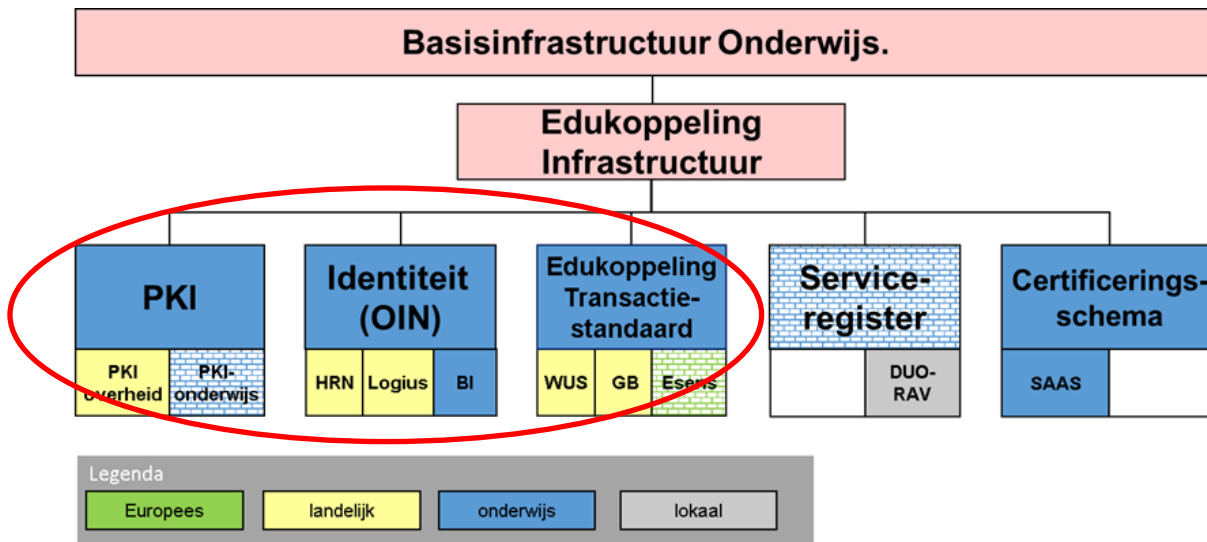 Basisinfrastructuur Onderwijs.
Edukoppeling
Infrastructuur
PKI
Identiteit
(OIN)
Edukoppeling
Transactie-
standaard
Service-
register
Certificerings-
schema
PKI
overheid
PKI-
onderwijs
HRN
Logius
BI
WUS
GB
Esens
DUO-
RAV
SAAS
Legenda
Europees
landelijk
onderwijs
lokaal